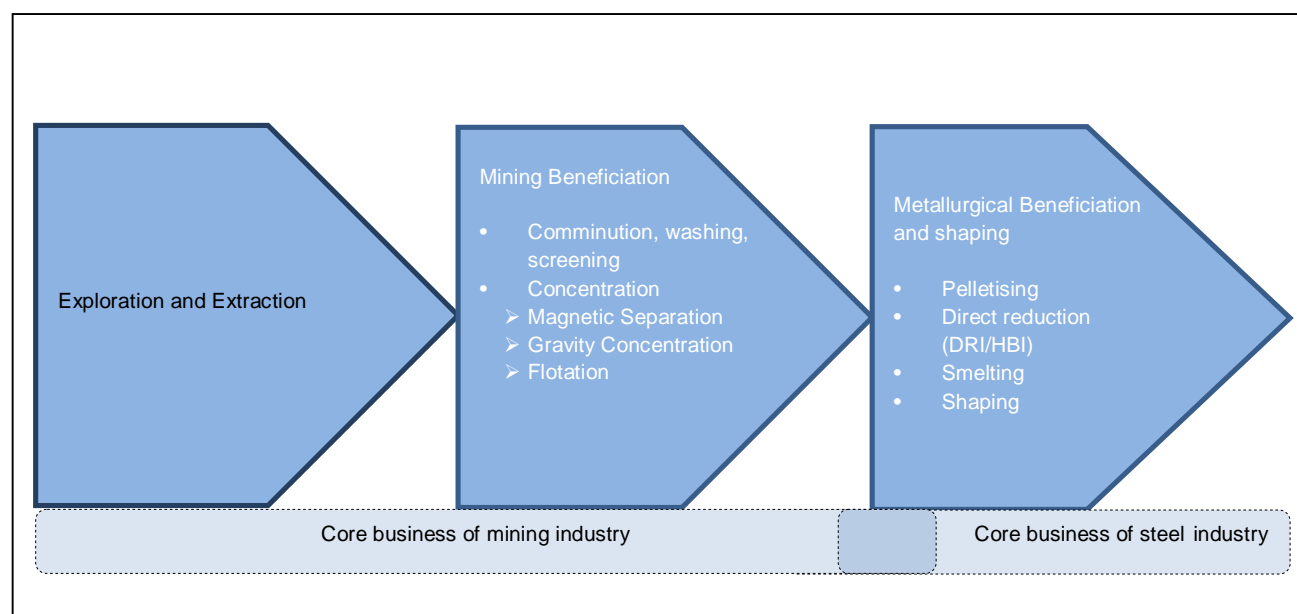 Exploration and Extraction
Mining Beneficiation
• Comminution, washing,
screening
• Concentration
➢ Magnetic Separation
➢ Gravity Concentration
➢ Flotation
Metallurgical Beneficiation
and shaping
• Pelletising
• Direct reduction
(DRI/HBI)
• Smelting
• Shaping
Core business of mining industry
Core business of steel industry